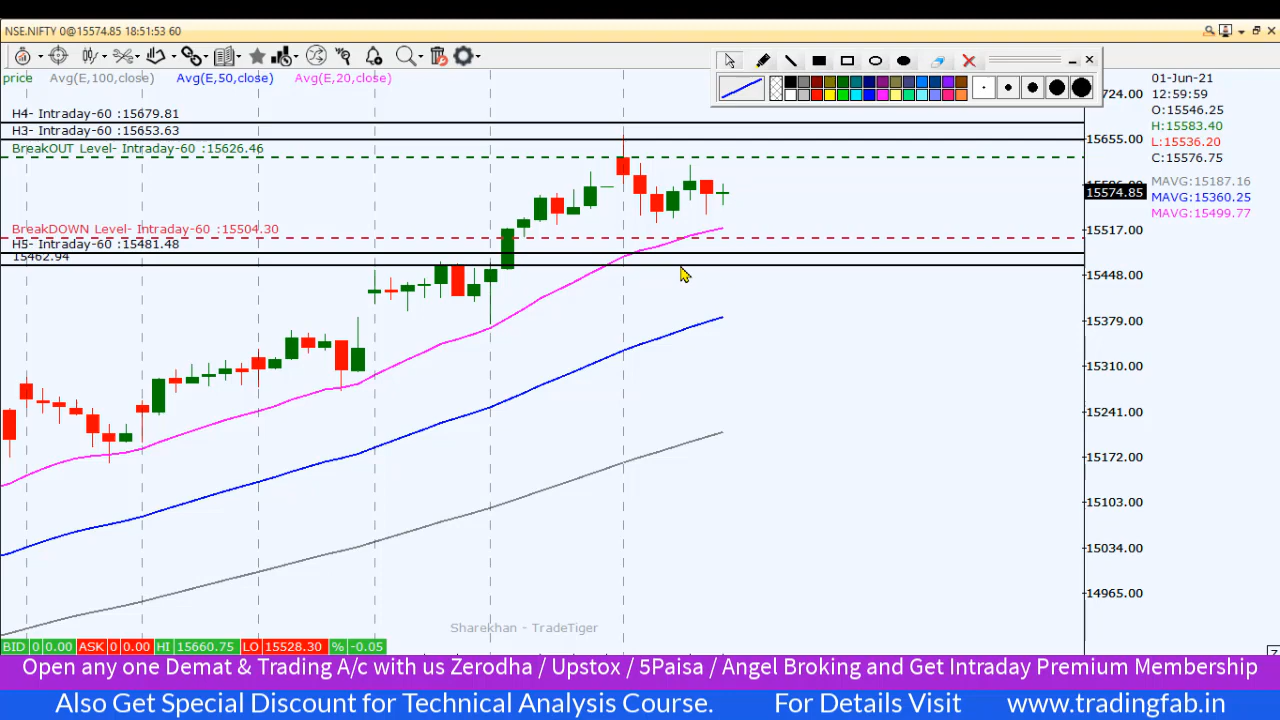 NSE.NIFTY 0@15574.85 18:51:53 60
price Avg(E,100,close) Avg(E,50,close) Avg(E,20,close)
01-Jun-21
12:59:59
O:15546.25
H:15583.40
L:15536.20
C:15576.75
MAVG:15187.16
MAVG:15360.25
MAVG:15499.77
H4- Intraday-60 :15679.81
H3- Intraday-60 :15653.63
BreakOUT Level- Intraday-60 :15626.46
BreakDOWN Level- Intraday-60 :15504.30
H5- Intraday-60 :15481.48
15462.94
15655.00
15574.85
15517.00
15448.00
15379.00
15310.00
15241.00
15172.00
15103.00
15034.00
14965.00
Sharekhan - TradeTiger
BID 0 0.00 ASK 0 0.00 HI 15660.75 LO 15528.30 % -0.05
Open any one Demat & Trading A/c with us Zerodha / Upstox / 5Paisa / Angel Broking and Get Intraday Premium Membership
Also Get Special Discount for Technical Analysis Course. For Details Visit www.tradingfab.in